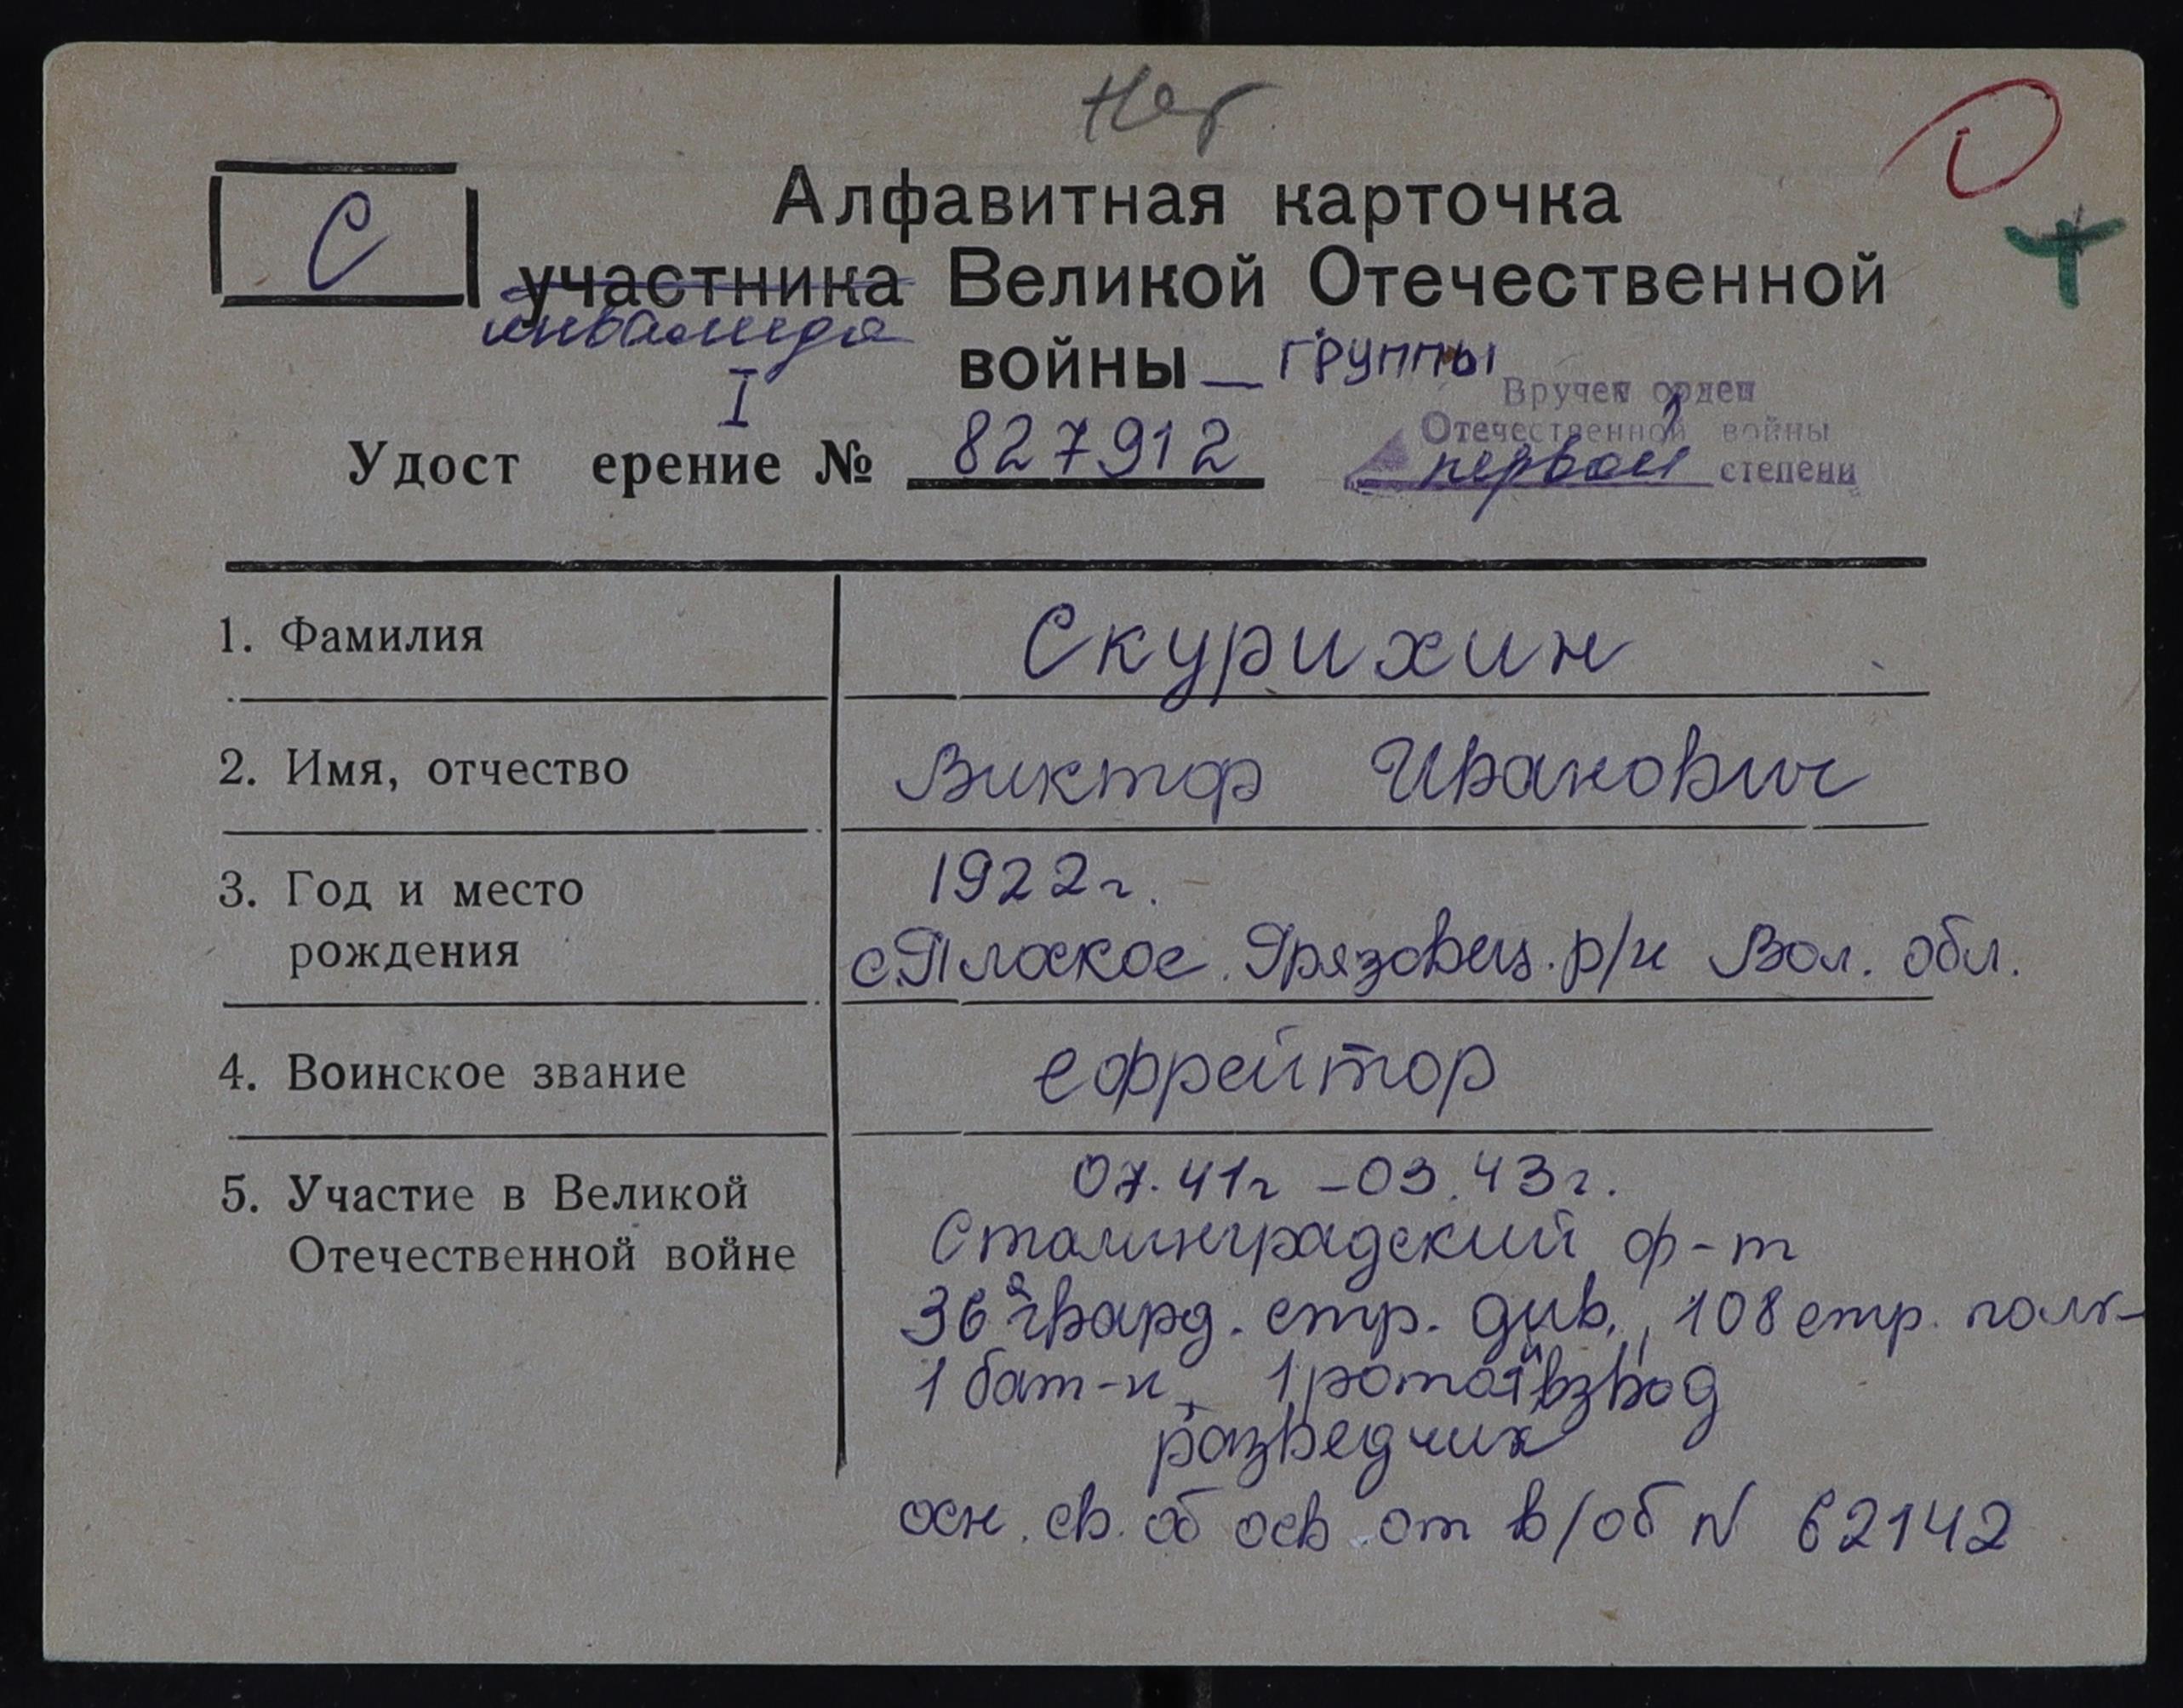 С
Алфавитная карточка
участника Великой Отечественной
инвалида
войны — группы
I
Удост ерение № 827912
Вручен орден
Отечественной войны
первой степени
1. Фамилия
Скурихин
2. Имя, отчество
Виктор Иванович
3. Год и место
рождения
1922г.
с.Плоское. Грязовец. р/н Вол. обл.
4. Воинское звание
ефрейтор
5. Участие в Великой
Отечественной войне
07.41г -03.43г.
Сталинградский ф-т
36 гвард. стр. див., 108 стр. полк-
1 бат-н, 1 рота, 1 взвод
разведчик
осн. св. об осв от в/об N 62142